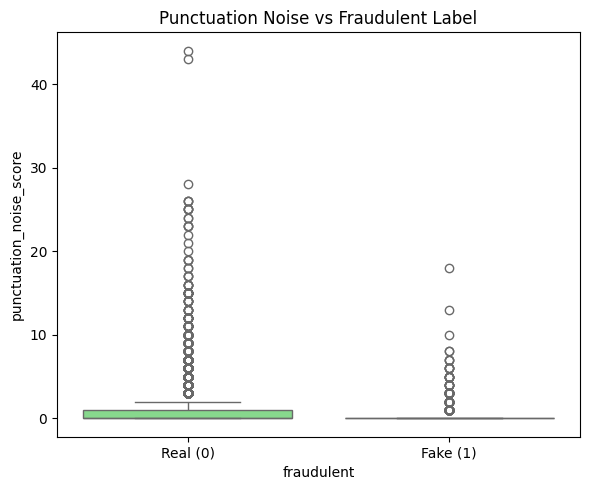 Punctuation Noise vs Fraudulent Label
punctuation_noise_score
40
30
20
10
0
Real (0)
Fake (1)
fraudulent